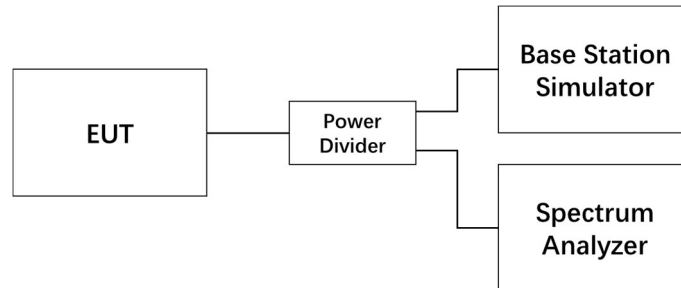 EUT
Power
Divider
Base Station
Simulator
Spectrum
Analyzer